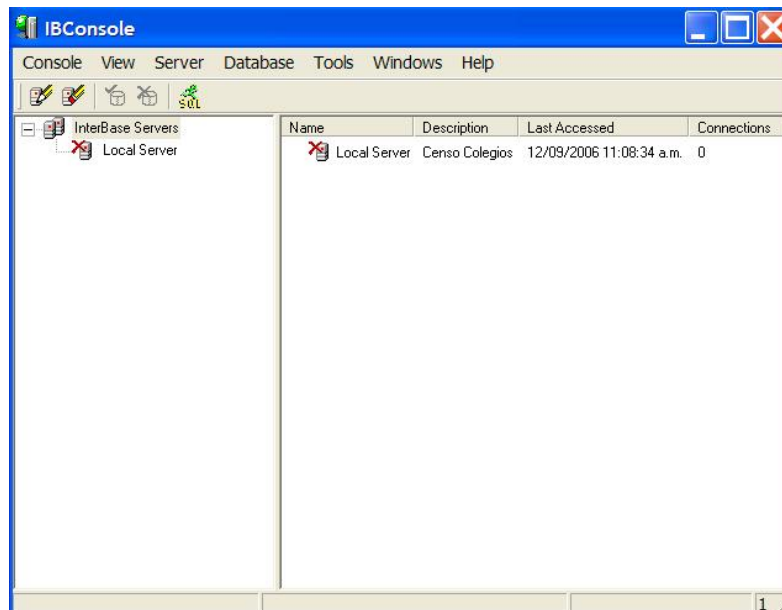 IBConsole
Console View Server Database Tools Windows Help
SQL
InterBase Servers
Local Server
Name Description Last Accessed Connections
Local Server Censo Colegios 12/09/2006 11:08:34 a.m. 0
1